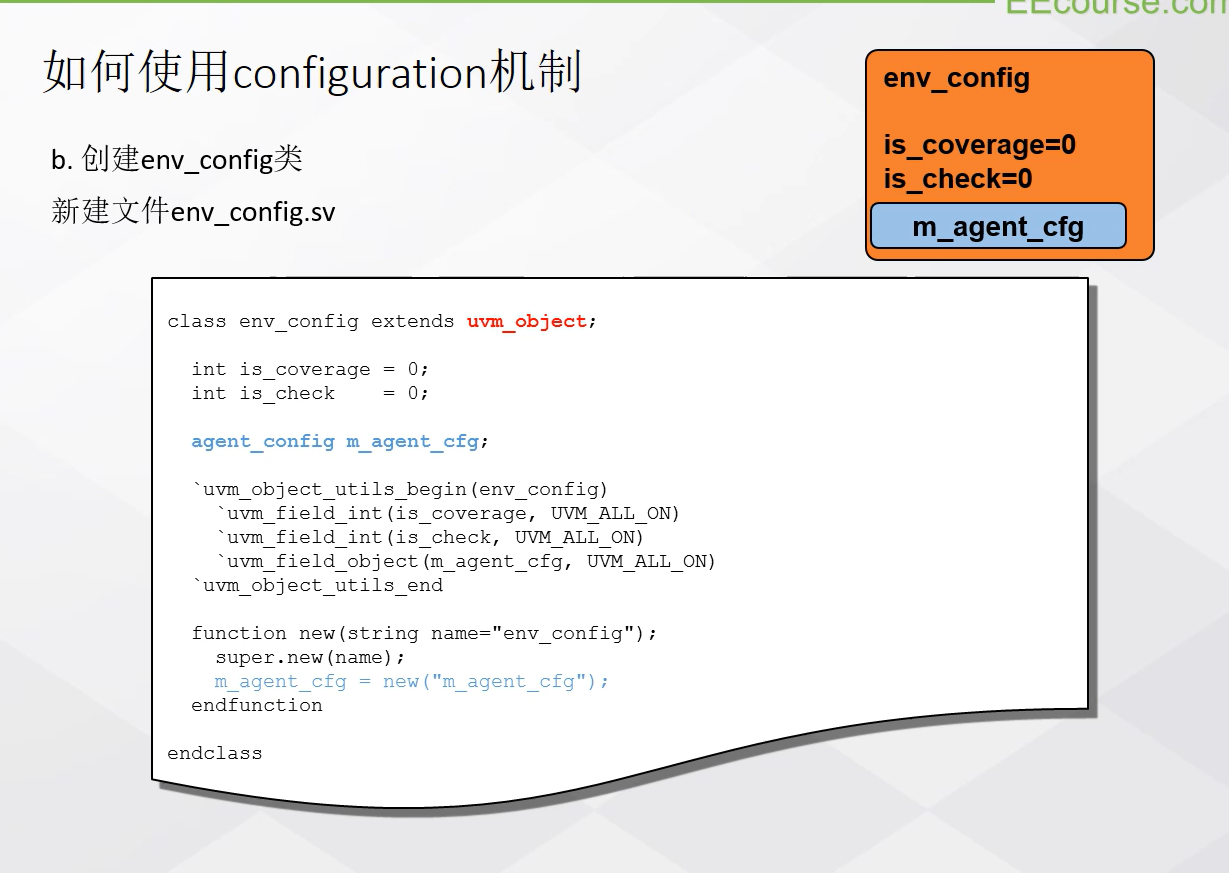 EEcourse.com
如何使用configuration机制
env_config
is_coverage=0
is_check=0
m_agent_cfg
b. 创建env_config类
新建文件env_config.sv
class env_config extends uvm_object;
int is_coverage = 0;
int is_check    = 0;
agent_config m_agent_cfg;
`uvm_object_utils_begin(env_config)
`uvm_field_int(is_coverage, UVM_ALL_ON)
`uvm_field_int(is_check, UVM_ALL_ON)
`uvm_field_object(m_agent_cfg, UVM_ALL_ON)
`uvm_object_utils_end
function new(string name="env_config");
super.new(name);
m_agent_cfg = new("m_agent_cfg");
endfunction
endclass